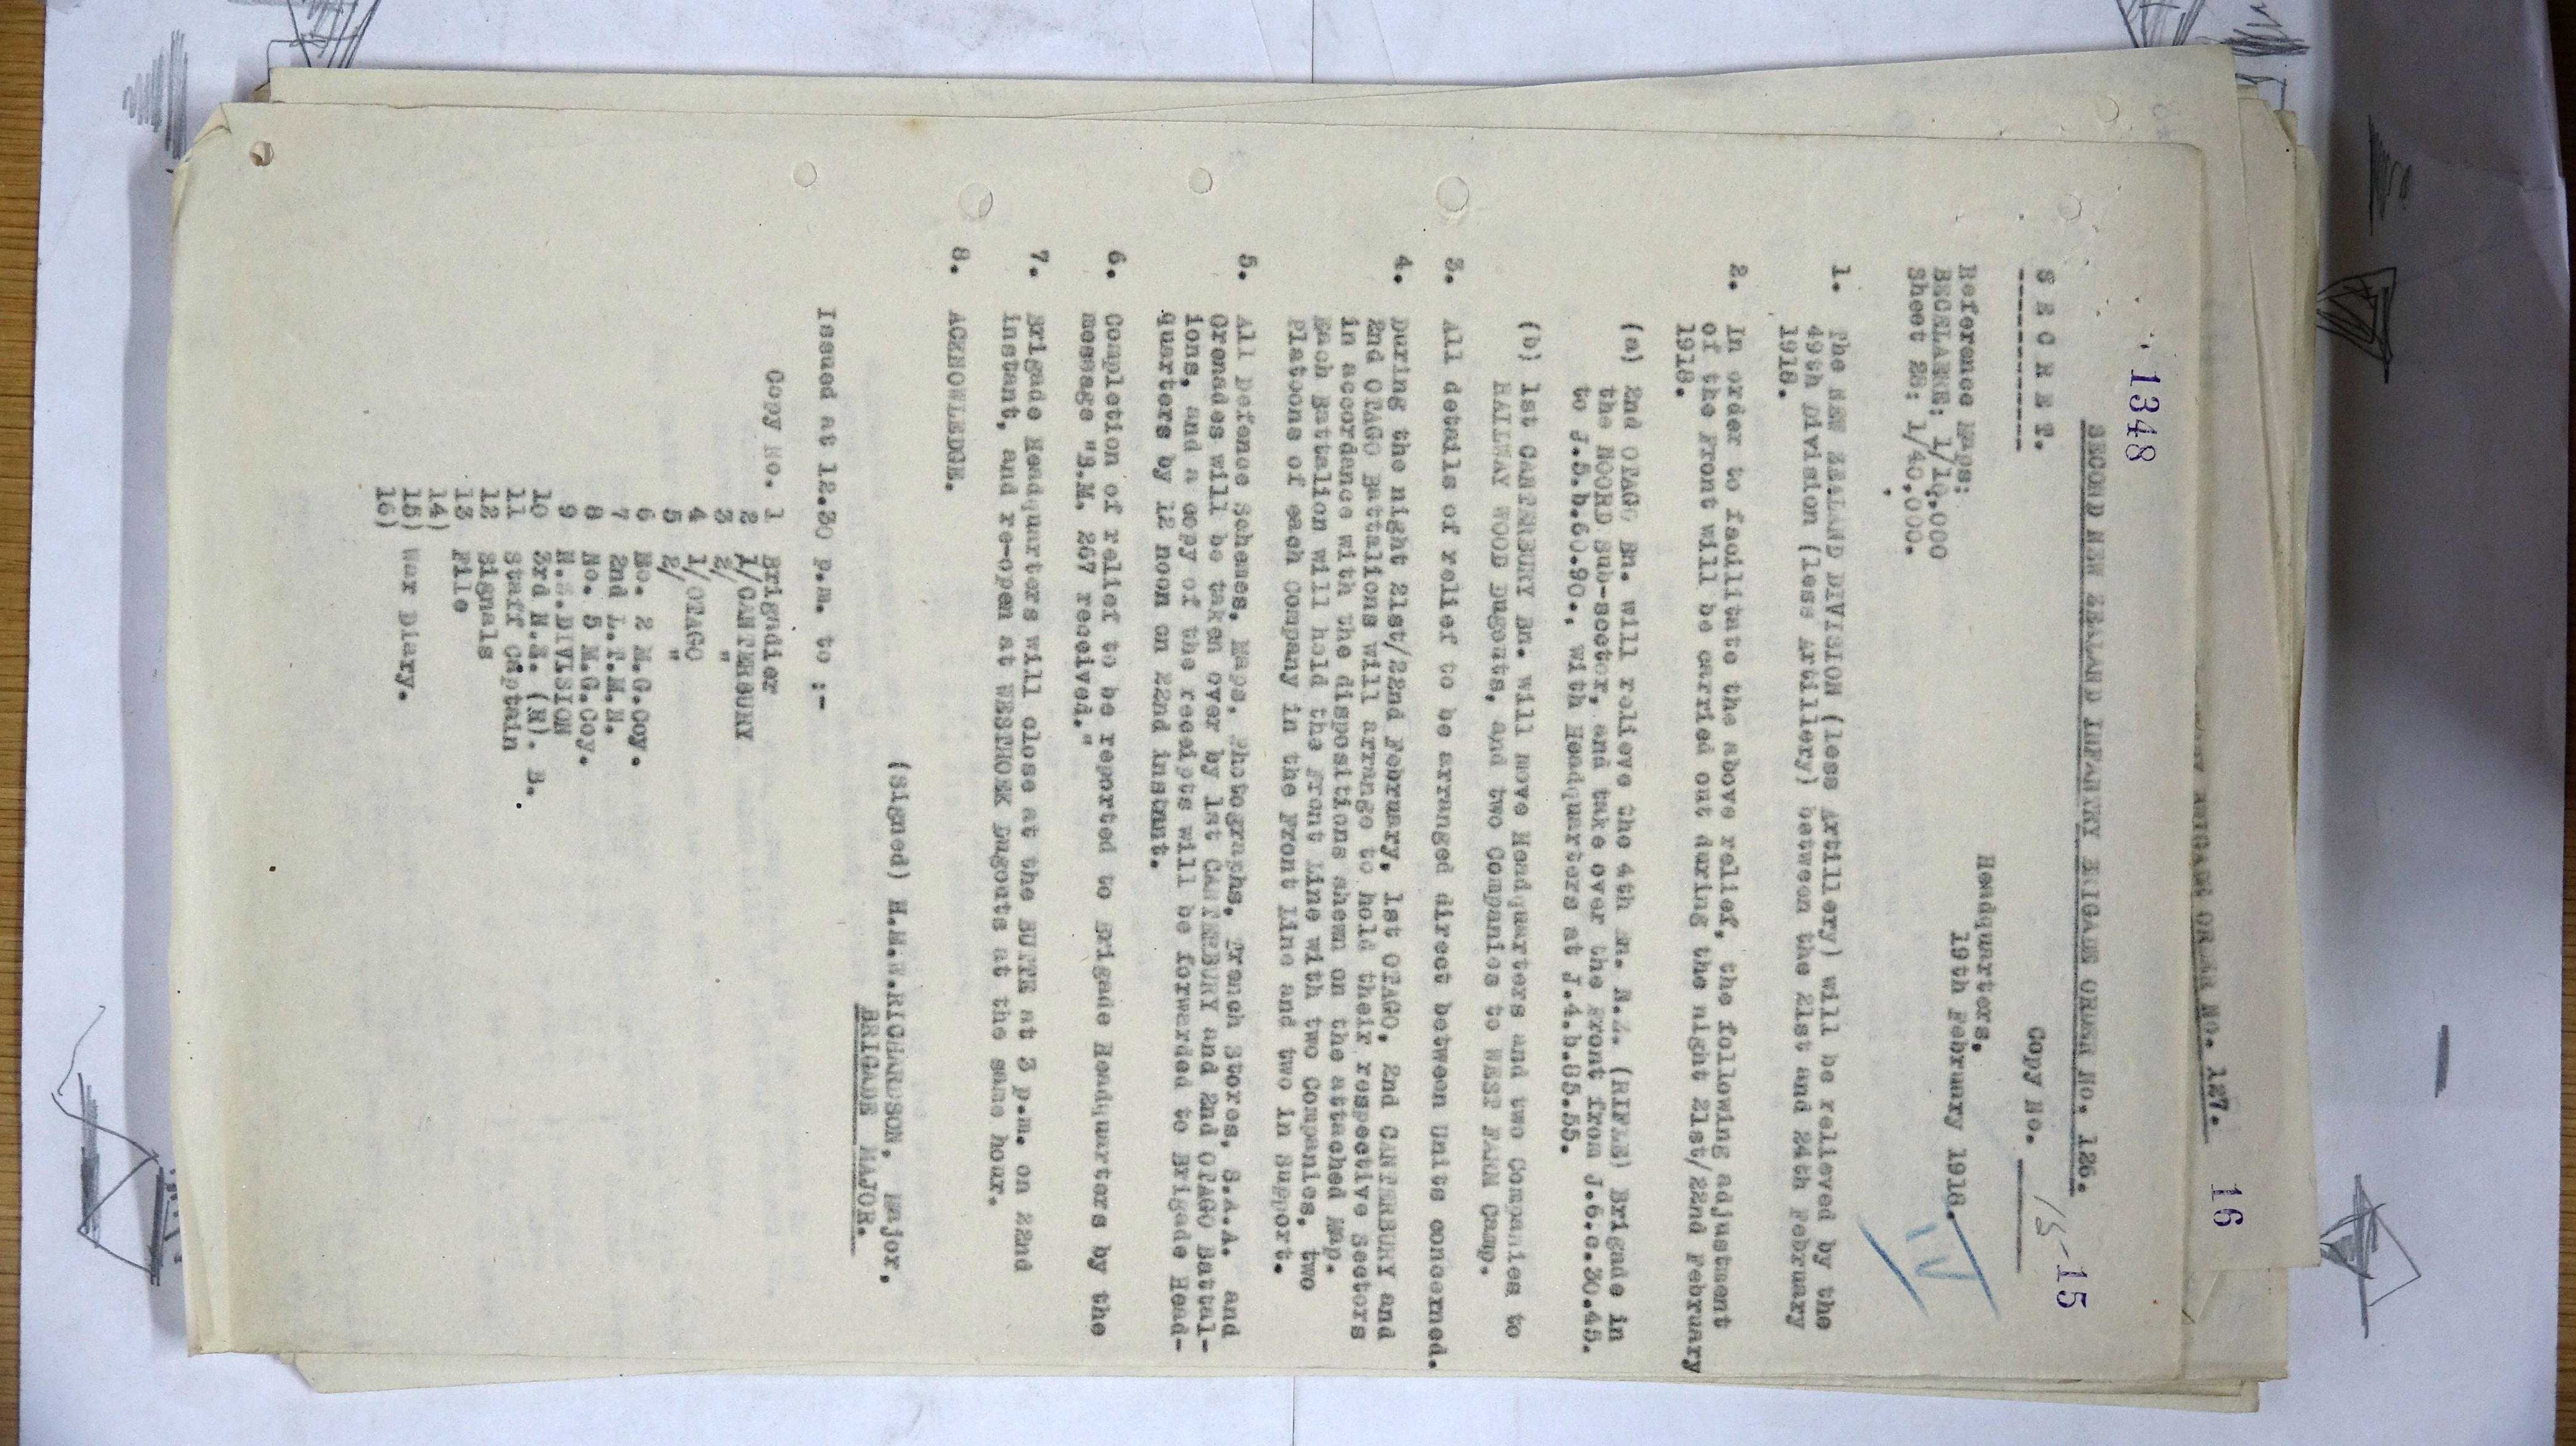 ORDER NO. 127.
16
1348
15
SECOND NEW ZEALAND INFANTRY BRIGADE ORDER NO. 126.
S E C R E T.
Copy No. 15
Headquarters,
19th February 1918.
Reference Maps:
BECELAERE; 1/10,000
Sheet 28; 1/40,000.
IV
1. The NEW ZEALAND DIVISION (less Artillery) will be relieved by the
49th Division (less Artillery) between the 21st and 24th February
1918.
2. In order to facilitate the above relief, the following adjustment
of the Front will be carried out during the night 21st/22nd February
1918.
(a) 2nd OTAGO Bn. will relieve the 4th Bn. N.Z. (RIFLE) Brigade in
the NOORD sub-sector, and take over the Front from J.6.c.30.45.
to J.5.b.60.90., with Headquarters at J.4.b.85.55.
(b) 1st CANTERBURY Bn. will move Headquarters and two Companies to
RAILWAY WOOD Dugouts, and two Companies to WEST FARM Camp.
3. All details of relief to be arranged direct between Units concerned.
4. During the night 21st/22nd February, 1st OTAGO, 2nd CANTERBURY and
2nd OTAGO Battalions will arrange to hold their respective Sectors
in accordance with the dispositions shewn on the attached Map.
Each Battalion will hold the Front Line with two Companies, two
Platoons of each Company in the Front Line and two in Support.
5. All Defence Schemes, Maps, Photographs, Trench Stores, S.A.A. and
Grenades will be taken over by 1st CANTERBURY and 2nd OTAGO Battal-
ions, and a copy of the receipts will be forwarded to Brigade Head-
quarters by 12 noon on 22nd instant.
6. Completion of relief to be reported to Brigade Headquarters by the
message "B.M. 267 received."
7. Brigade Headquarters will close at the BUTTE at 3 p.m. on 22nd
instant, and re-open at WESTHOEK Dugouts at the same hour.
8. ACKNOWLEDGE.
(Signed) H.M.W.RICHARDSON, Major,
BRIGADE MAJOR.
Issued at 12.30 p.m. to :-
Copy No. 1 Brigadier
2 1/CANTERBURY
3 2/ "
4 1/OTAGO
5 2/ "
6 No. 2 M.G.Coy.
7 2nd L.T.M.B.
8 No. 5 M.G.Coy.
9 N.Z.DIVISION
10 3rd N.Z. (R). B.
11 Staff Captain
12 Signals
13 File
14)
15) War Diary.
16)